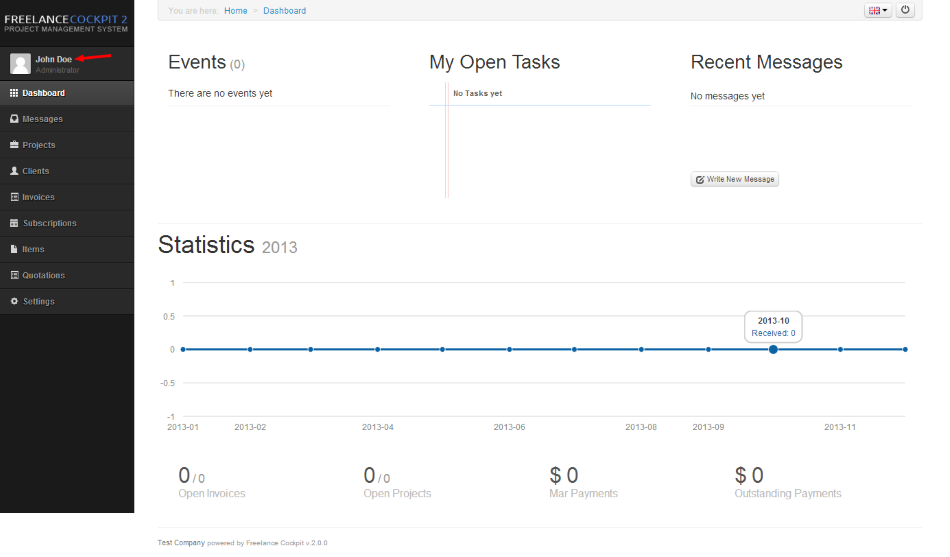 FREELANCECOCKPIT 2
PROJECT MANAGEMENT SYSTEM
You are here: Home > Dashboard
John Doe
Administrator
Dashboard
Messages
Projects
Clients
Invoices
Subscriptions
Items
Quotations
Settings
Events (0)
There are no events yet
My Open Tasks
No Tasks yet
Recent Messages
No messages yet
Write New Message
Statistics 2013
1
0.5
0
-0.5
-1
2013-10
Received: 0
2013-01 2013-02 2013-04 2013-06 2013-08 2013-09 2013-11
0 / 0
Open Invoices
0 / 0
Open Projects
$ 0
Mar Payments
$ 0
Outstanding Payments
Test Company powered by Freelance Cockpit v.2.0.0